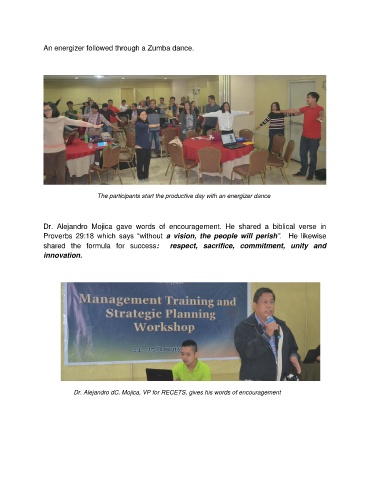 An energizer followed through a Zumba dance.
The participants start the productive day with an energizer dance
Dr. Alejandro Mojica gave words of encouragement. He shared a biblical verse in
Proverbs 29:18 which says “without a vision, the people will perish”. He likewise
shared the formula for success: respect, sacrifice, commitment, unity and
innovation.
Management Training and
Strategic Planning
Workshop
Dr. Alejandro dC. Mojica, VP for RECETS, gives his words of encouragement